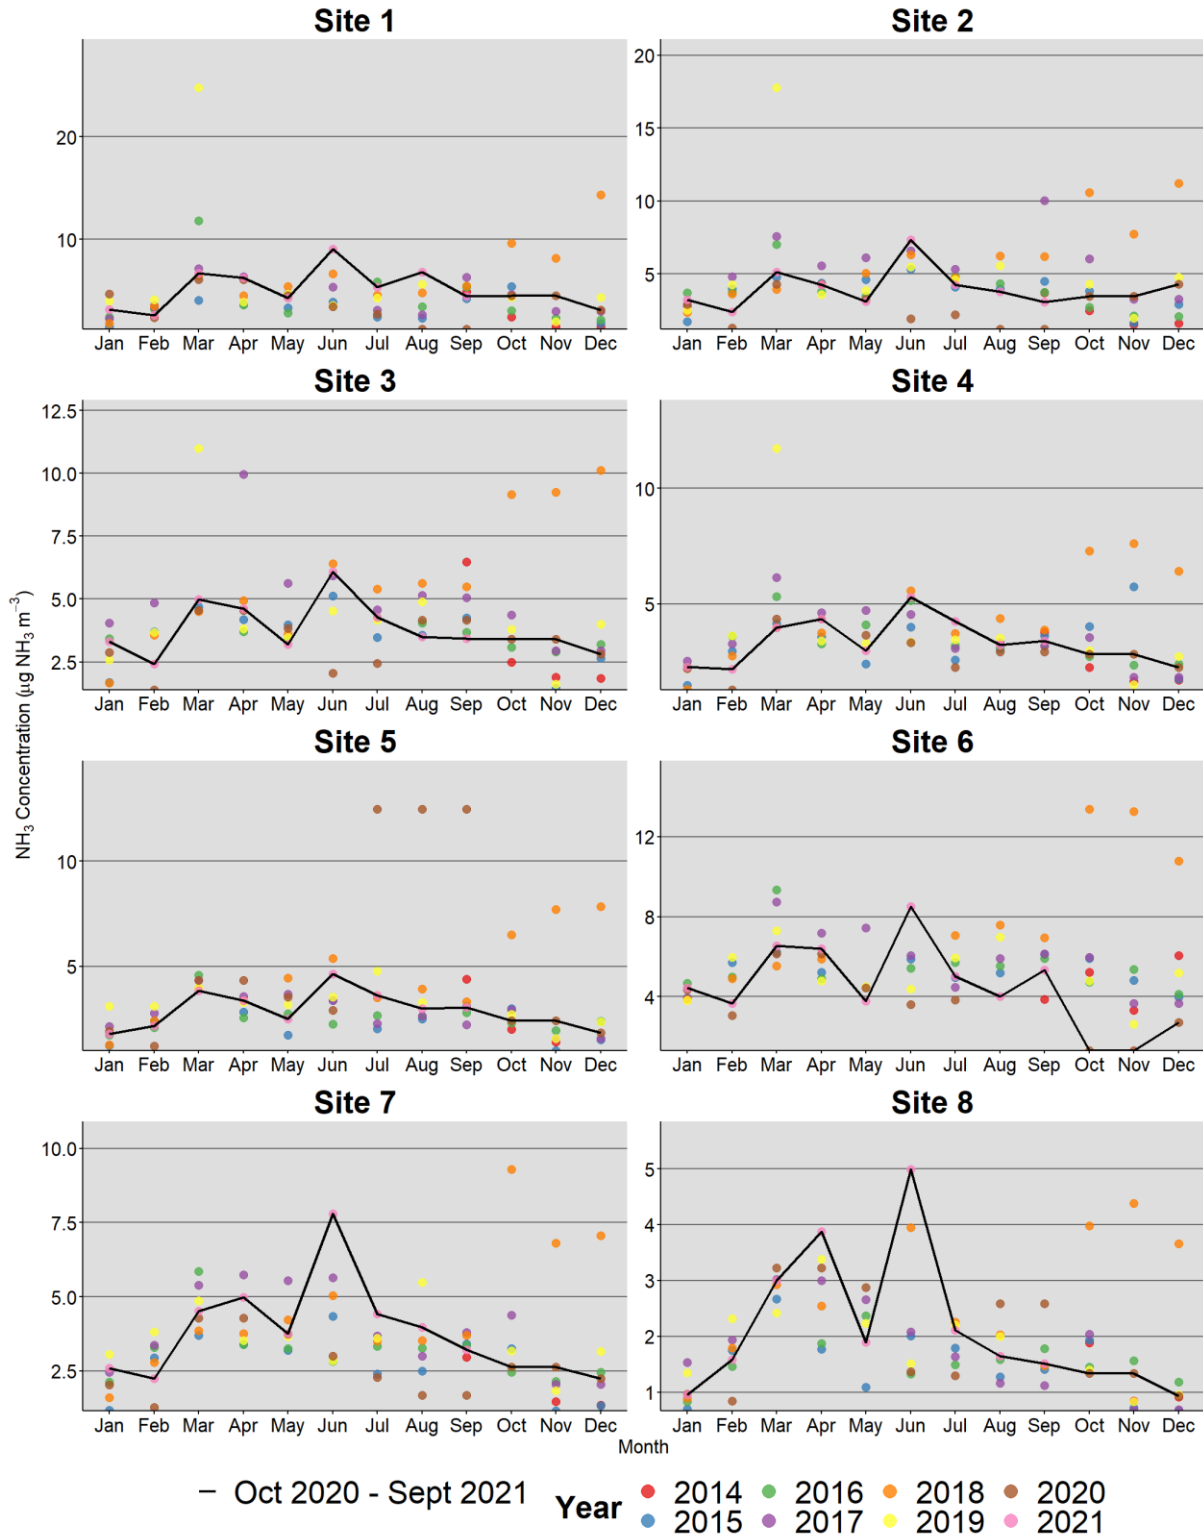 Site 1
20
10
Jan Feb Mar Apr May Jun Jul Aug Sep Oct Nov Dec
Site 2
20
15
10
5
Jan Feb Mar Apr May Jun Jul Aug Sep Oct Nov Dec
Site 3
12.5
10.0
7.5
5.0
2.5
Jan Feb Mar Apr May Jun Jul Aug Sep Oct Nov Dec
Site 4
10
5
Jan Feb Mar Apr May Jun Jul Aug Sep Oct Nov Dec
NH₃ Concentration (μg NH₃ m⁻³)
Site 5
10
5
Jan Feb Mar Apr May Jun Jul Aug Sep Oct Nov Dec
Site 6
12
8
4
Jan Feb Mar Apr May Jun Jul Aug Sep Oct Nov Dec
Site 7
10.0
7.5
5.0
2.5
Jan Feb Mar Apr May Jun Jul Aug Sep Oct Nov Dec
Site 8
5
4
3
2
1
Jan Feb Mar Apr May Jun Jul Aug Sep Oct Nov Dec
Month
Oct 2020 - Sept 2021
Year
2014 2016 2018 2020
2015 2017 2019 2021